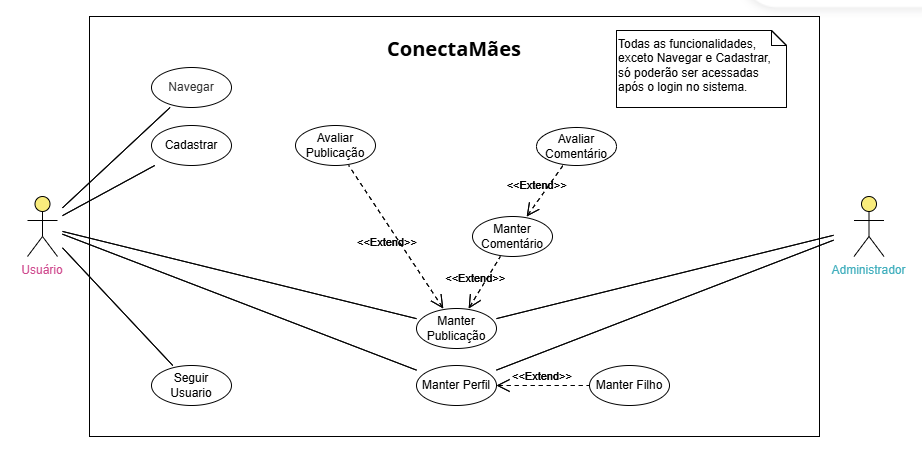 ConectaMães
Todas as funcionalidades,
exceto Navegar e Cadastrar,
só poderão ser acessadas
após o login no sistema.
Navegar
Cadastrar
Avaliar
Publicação
Avaliar
Comentário
<<Extend>>
Manter
Comentário
<<Extend>>
<<Extend>>
Usuário
Administrador
Manter
Publicação
Seguir
Usuario
Manter Perfil
<<Extend>>
Manter Filho